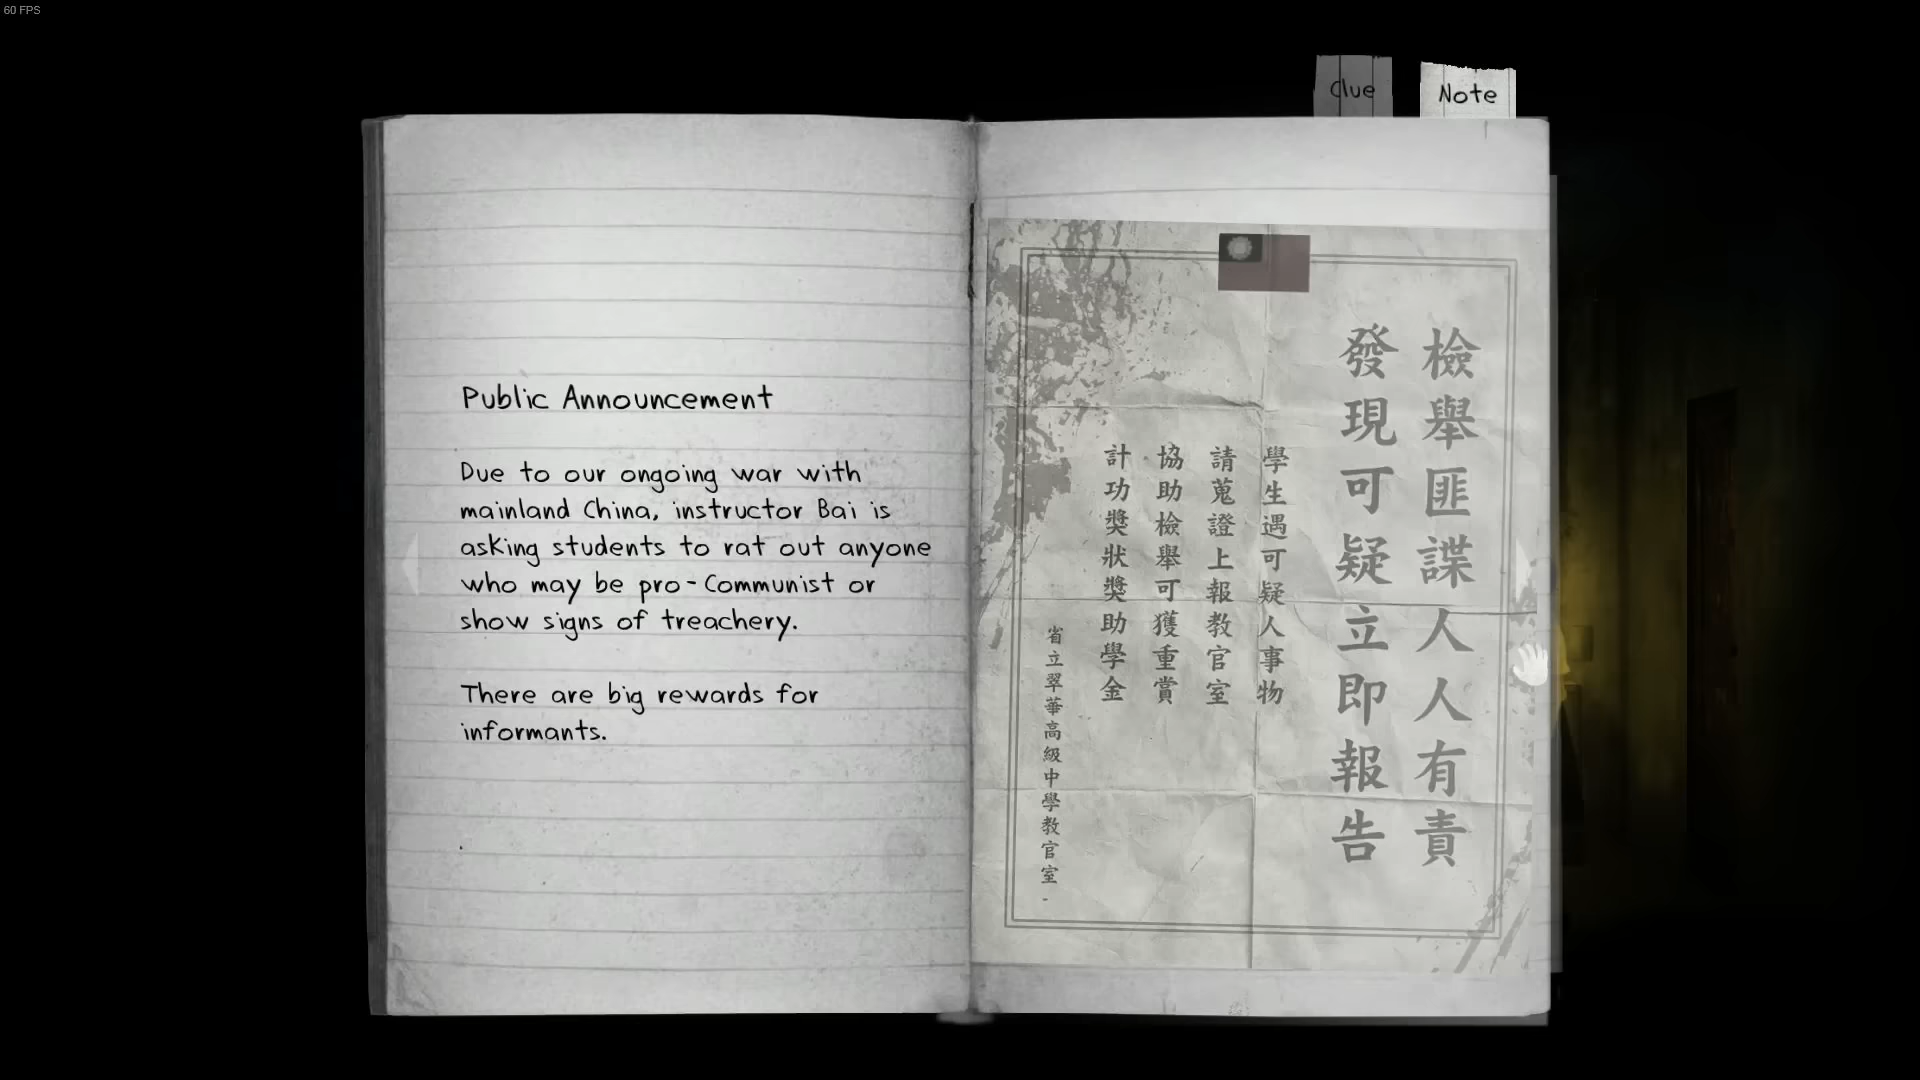 60 FPS
Clue
Note
Public Announcement
Due to our ongoing war with
mainland China, instructor Bai is
asking students to rat out anyone
who may be pro-Communist or
show signs of treachery.
There are big rewards for
informants.
檢舉匪諜人人有責
發現可疑立即報告
學生遇可疑人事物
請蒐證上報教官室
協助檢舉可獲重賞
計功獎狀獎助學金
省立翠華高級中學教官室